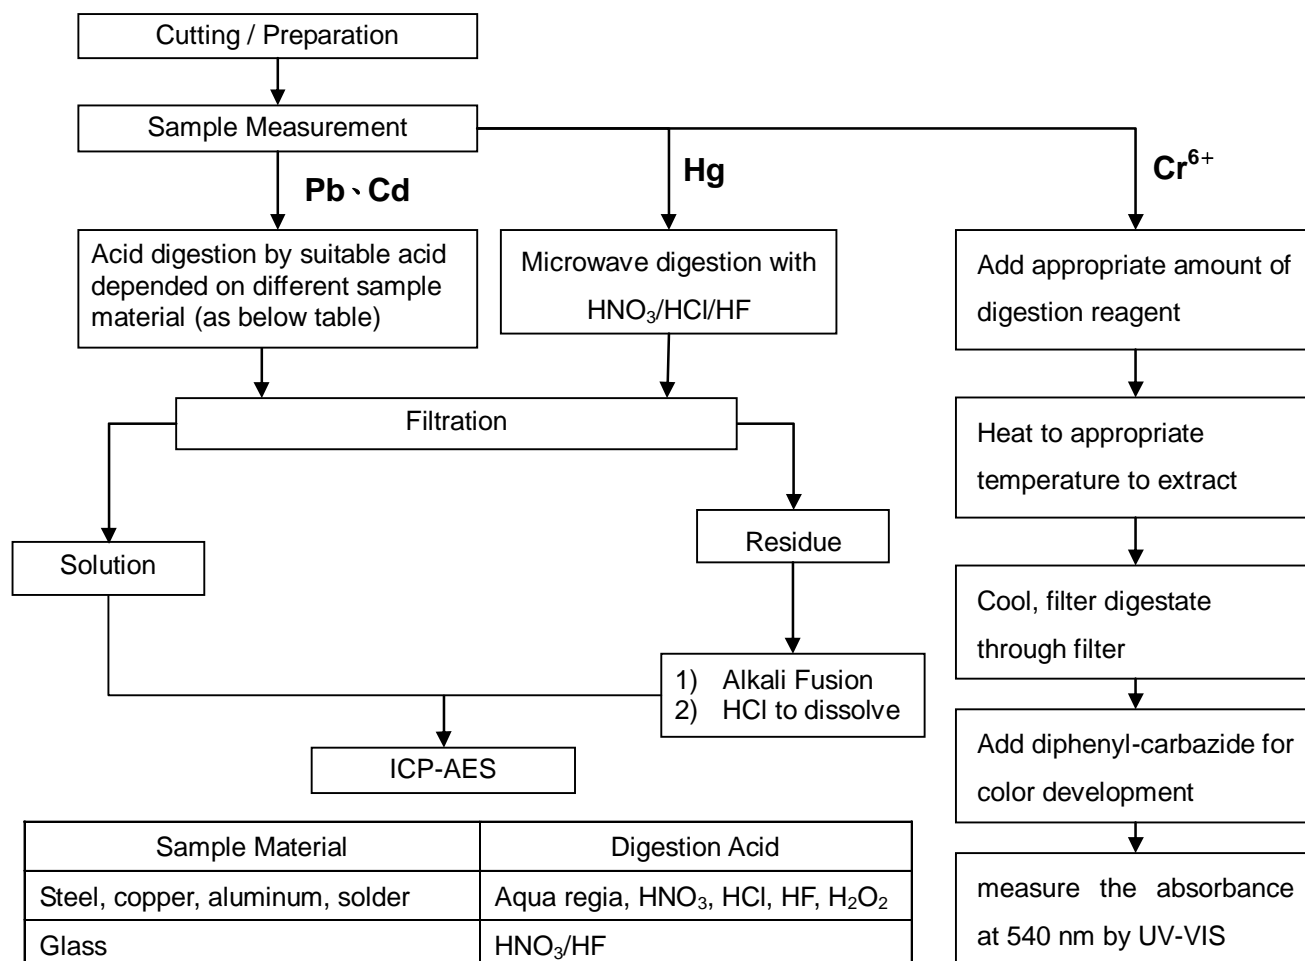 Cutting / Preparation
Sample Measurement
Pb、Cd
Hg
Cr⁶⁺
Acid digestion by suitable acid
depended on different sample
material (as below table)
Microwave digestion with
HNO₃/HCl/HF
Add appropriate amount of
digestion reagent
Filtration
Heat to appropriate
temperature to extract
Solution
Residue
Cool, filter digestate
through filter
1) Alkali Fusion
2) HCl to dissolve
ICP-AES
Add diphenyl-carbazide for
color development
Sample Material Digestion Acid
Steel, copper, aluminum, solder Aqua regia, HNO₃, HCl, HF, H₂O₂
Glass HNO₃/HF
measure the absorbance
at 540 nm by UV-VIS